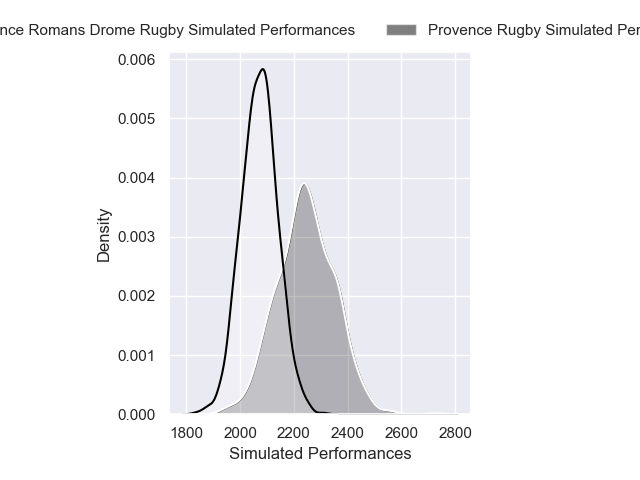 nce Romans Drome Rugby Simulated Performances Provence Rugby Simulated Per
0.006
0.005
0.004
0.003
0.002
0.001
0.000
Density
1800 2000 2200 2400 2600 2800
Simulated Performances